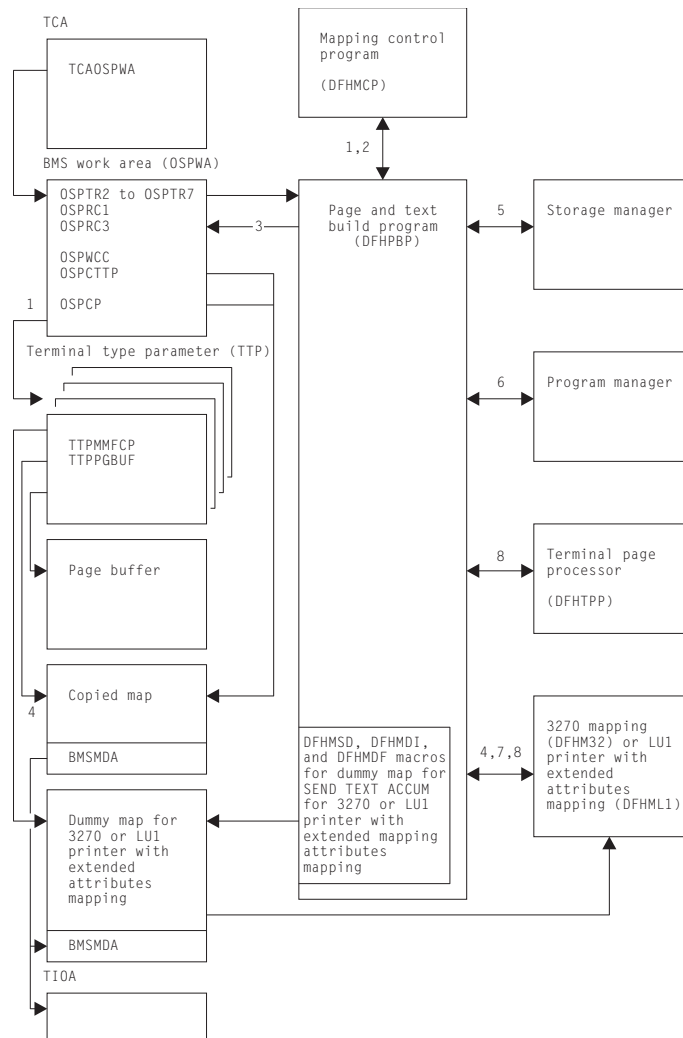 TCA
TCAOSPWA
Mapping control
program
(DFHMCP)
1,2
BMS work area (OSPWA)
OSPTR2 to OSPTR7
OSPRC1
OSPRC3
OSPWCC
OSPCTTP
OSPCP
1
3
Page and text
build program
(DFHPBP)
5
Storage manager
Terminal type parameter (TTP)
TTPMMFCP
TTPPGBUF
6
Program manager
Page buffer
8
Terminal page
processor
(DFHTPP)
Copied map
4
BMSMDA
DFHMSD, DFHMDI,
and DFHMDF macros
for dummy map for
SEND TEXT ACCUM
for 3270 or LU1
printer with
extended mapping
attributes
mapping
4,7,8
3270 mapping
(DFHM32) or LU1
printer with
extended
attributes
mapping (DFHML1)
Dummy map for
3270 or LU1
printer with
extended
attributes
mapping
BMSMDA
TIOA